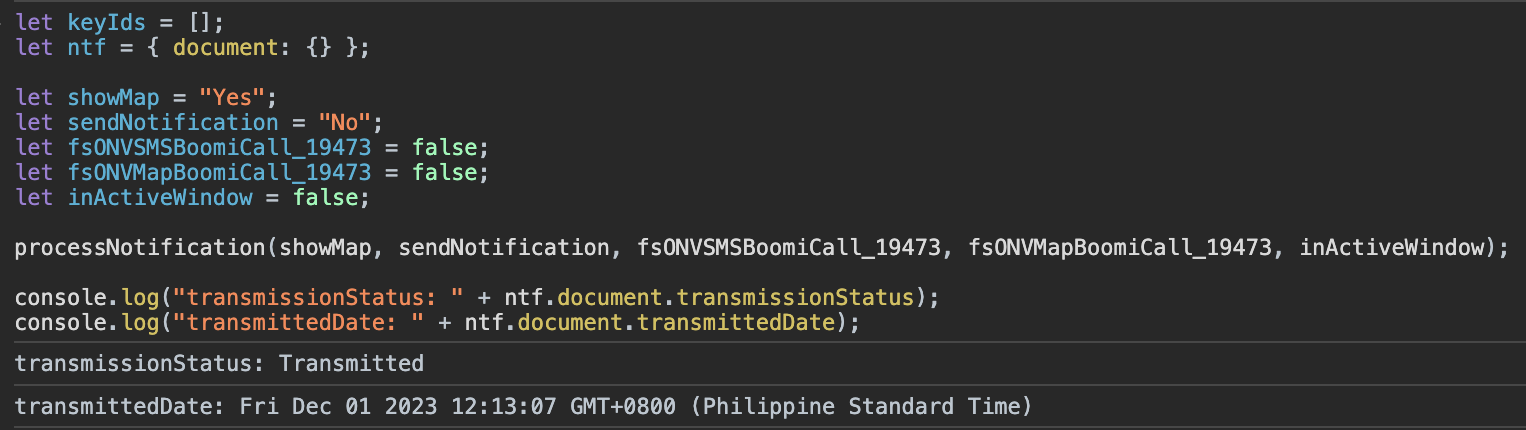 let keyIds = [];
let ntf = { document: {} };
let showMap = "Yes";
let sendNotification = "No";
let fsONVSMSBoomiCall_19473 = false;
let fsONVMapBoomiCall_19473 = false;
let inActiveWindow = false;
processNotification(showMap, sendNotification, fsONVSMSBoomiCall_19473, fsONVMapBoomiCall_19473, inActiveWindow);
console.log("transmissionStatus: " + ntf.document.transmissionStatus);
console.log("transmittedDate: " + ntf.document.transmittedDate);
transmissionStatus: Transmitted
transmittedDate: Fri Dec 01 2023 12:13:07 GMT+0800 (Philippine Standard Time)